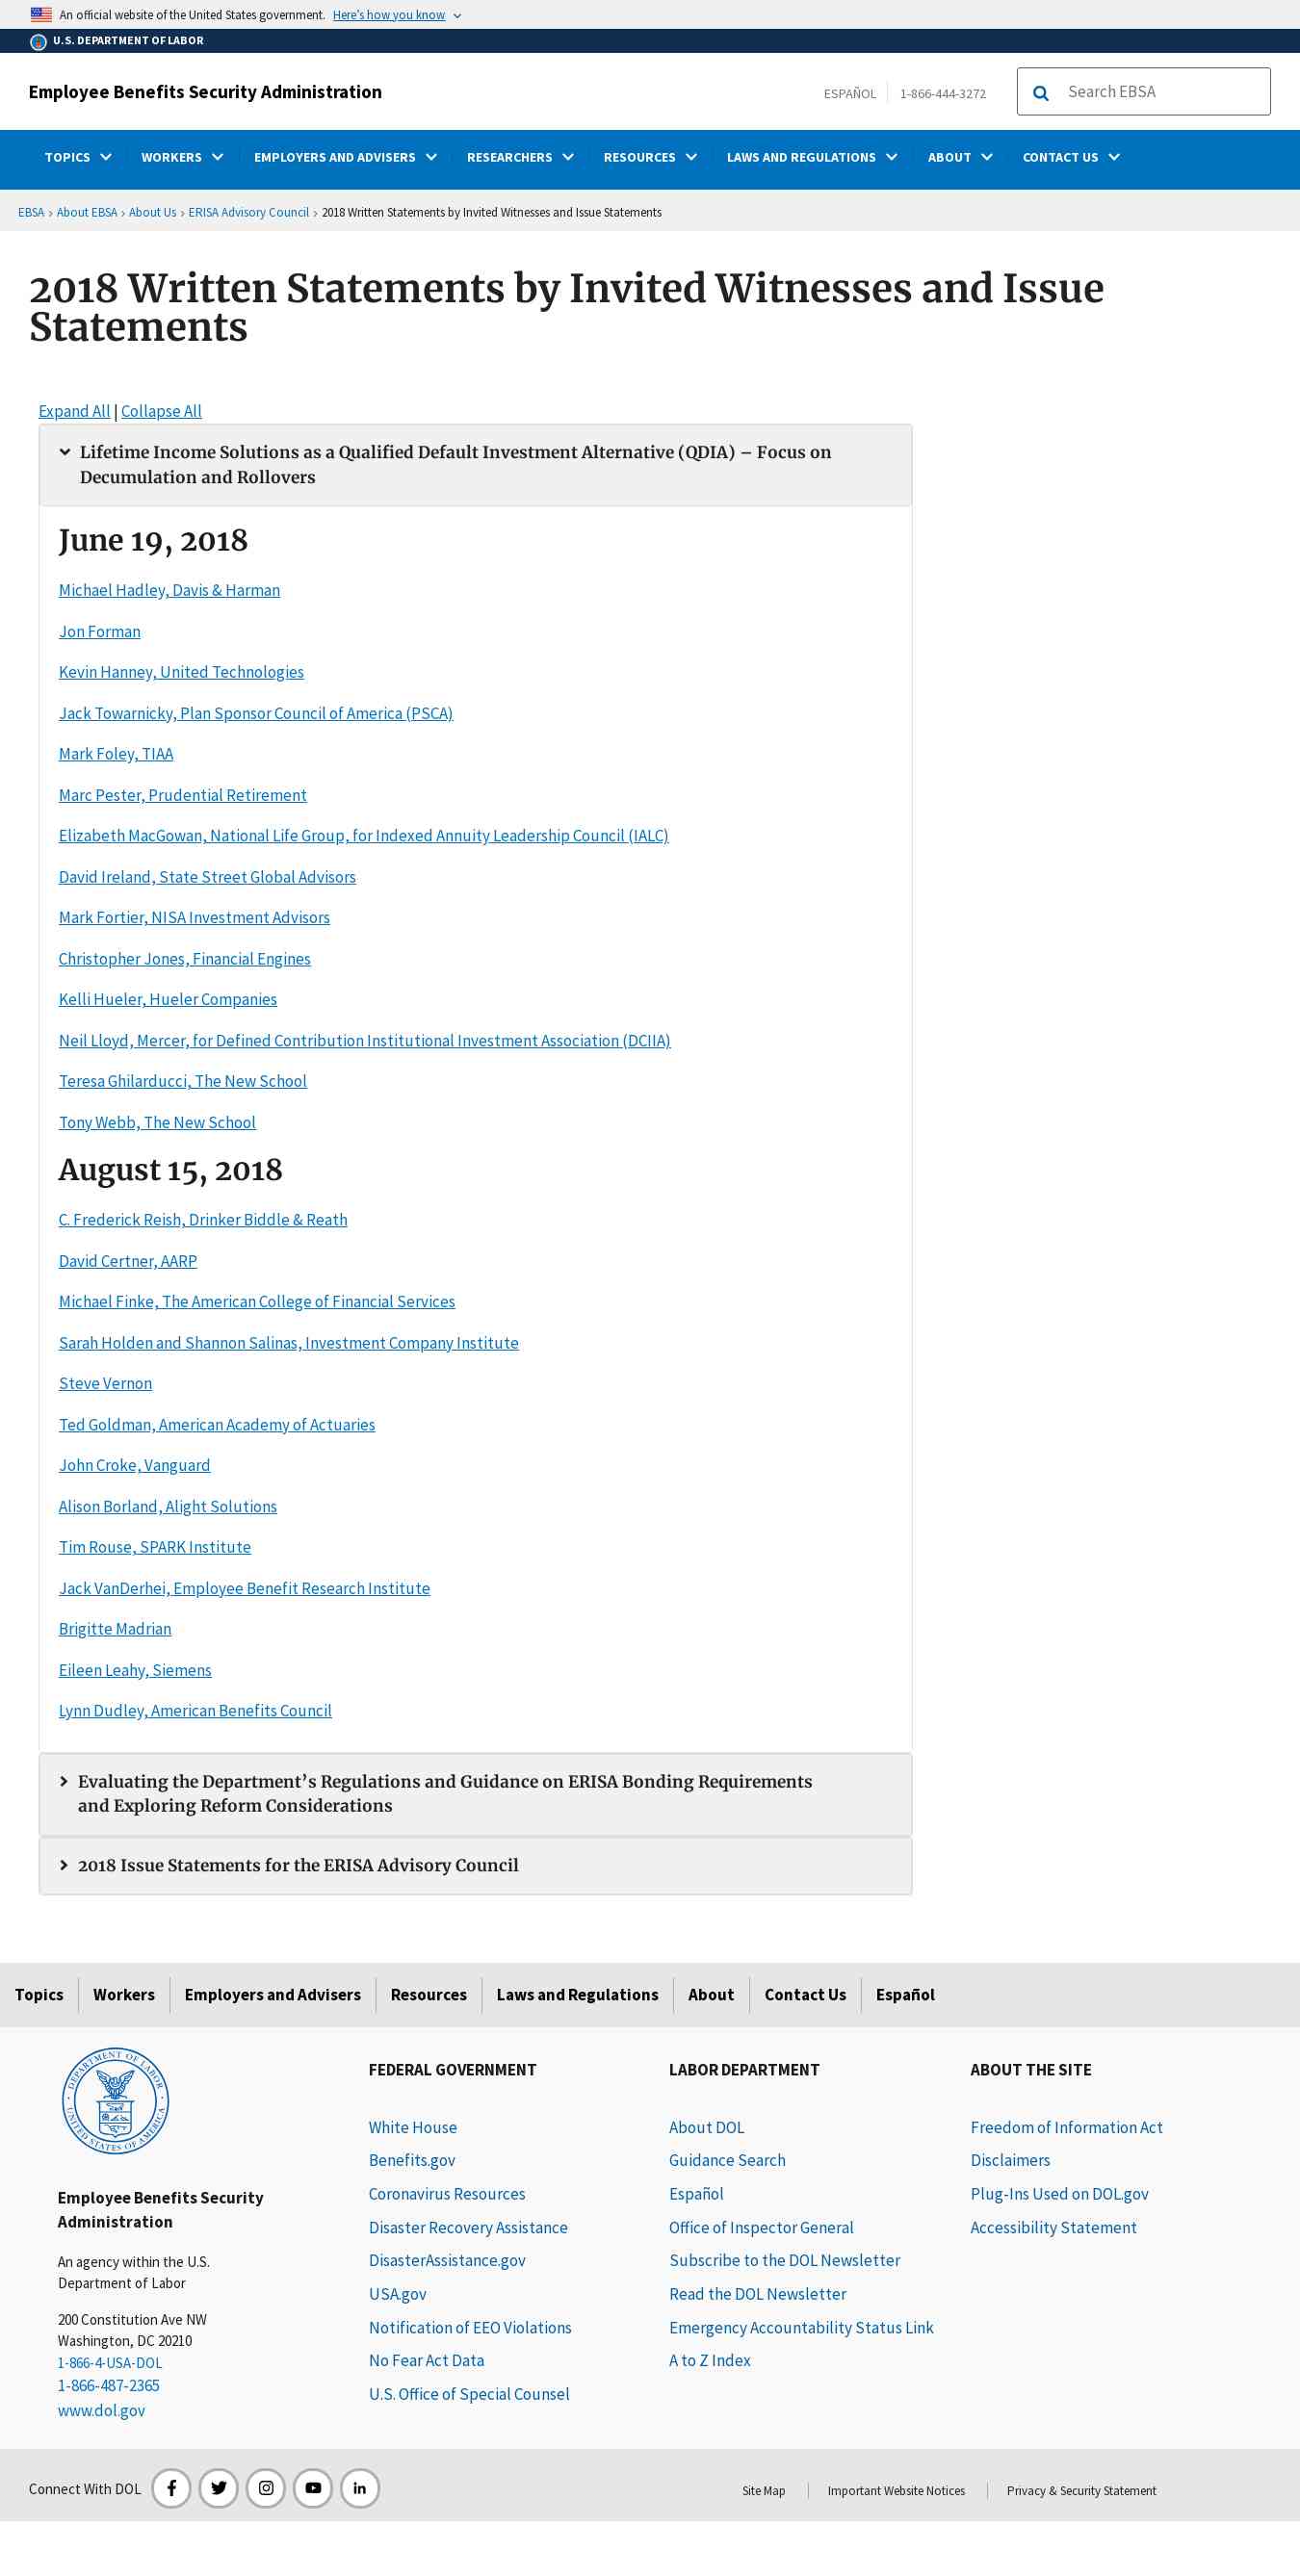 An official website of the United States government. Here's how you know
U.S. DEPARTMENT OF LABOR
Employee Benefits Security Administration
ESPAÑOL
1-866-444-3272
Search EBSA
TOPICS WORKERS EMPLOYERS AND ADVISERS RESEARCHERS RESOURCES LAWS AND REGULATIONS ABOUT CONTACT US
EBSA › About EBSA › About Us › ERISA Advisory Council › 2018 Written Statements by Invited Witnesses and Issue Statements
2018 Written Statements by Invited Witnesses and Issue
Statements
Expand All | Collapse All
Lifetime Income Solutions as a Qualified Default Investment Alternative (QDIA) – Focus on
Decumulation and Rollovers
June 19, 2018
Michael Hadley, Davis & Harman
Jon Forman
Kevin Hanney, United Technologies
Jack Towarnicky, Plan Sponsor Council of America (PSCA)
Mark Foley, TIAA
Marc Pester, Prudential Retirement
Elizabeth MacGowan, National Life Group, for Indexed Annuity Leadership Council (IALC)
David Ireland, State Street Global Advisors
Mark Fortier, NISA Investment Advisors
Christopher Jones, Financial Engines
Kelli Hueler, Hueler Companies
Neil Lloyd, Mercer, for Defined Contribution Institutional Investment Association (DCIIA)
Teresa Ghilarducci, The New School
Tony Webb, The New School
August 15, 2018
C. Frederick Reish, Drinker Biddle & Reath
David Certner, AARP
Michael Finke, The American College of Financial Services
Sarah Holden and Shannon Salinas, Investment Company Institute
Steve Vernon
Ted Goldman, American Academy of Actuaries
John Croke, Vanguard
Alison Borland, Alight Solutions
Tim Rouse, SPARK Institute
Jack VanDerhei, Employee Benefit Research Institute
Brigitte Madrian
Eileen Leahy, Siemens
Lynn Dudley, American Benefits Council
Evaluating the Department’s Regulations and Guidance on ERISA Bonding Requirements
and Exploring Reform Considerations
2018 Issue Statements for the ERISA Advisory Council
Topics Workers Employers and Advisers Resources Laws and Regulations About Contact Us Español
DEPARTMENT OF LABOR
UNITED STATES OF AMERICA
Employee Benefits Security
Administration
An agency within the U.S.
Department of Labor
200 Constitution Ave NW
Washington, DC 20210
1-866-4-USA-DOL
1-866-487-2365
www.dol.gov
FEDERAL GOVERNMENT
White House
Benefits.gov
Coronavirus Resources
Disaster Recovery Assistance
DisasterAssistance.gov
USA.gov
Notification of EEO Violations
No Fear Act Data
U.S. Office of Special Counsel
LABOR DEPARTMENT
About DOL
Guidance Search
Español
Office of Inspector General
Subscribe to the DOL Newsletter
Read the DOL Newsletter
Emergency Accountability Status Link
A to Z Index
ABOUT THE SITE
Freedom of Information Act
Disclaimers
Plug-Ins Used on DOL.gov
Accessibility Statement
Connect With DOL
Site Map
Important Website Notices
Privacy & Security Statement